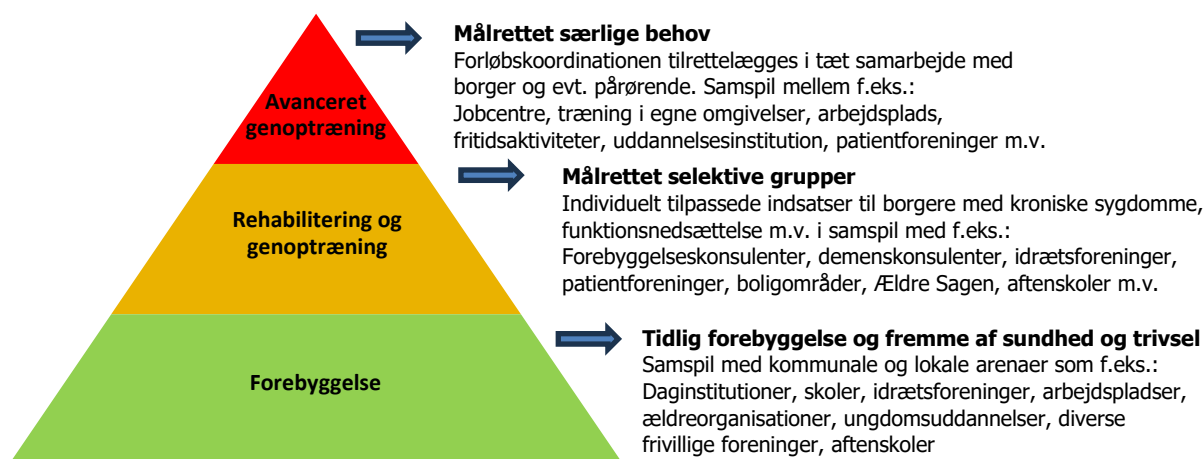 Målrettet særlige behov
Forløbskoordinationen tilrettelægges i tæt samarbejde med
borger og evt. pårørende. Samspil mellem f.eks.:
Jobcentre, træning i egne omgivelser, arbejdsplads,
fritidsaktiviteter, uddannelsesinstitution, patientforeninger m.v.
Avanceret
genoptræning
Målrettet selektive grupper
Individuelt tilpassede indsatser til borgere med kroniske sygdomme,
funktionsnedsættelse m.v. i samspil med f.eks.:
Forebyggelseskonsulenter, demenskonsulenter, idrætsforeninger,
patientforeninger, boligområder, Ældre Sagen, aftenskoler m.v.
Rehabilitering og
genoptræning
Tidlig forebyggelse og fremme af sundhed og trivsel
Samspil med kommunale og lokale arenaer som f.eks.:
Daginstitutioner, skoler, idrætsforeninger, arbejdspladser,
ældreorganisationer, ungdomsuddannelser, diverse
frivillige foreninger, aftenskoler
Forebyggelse